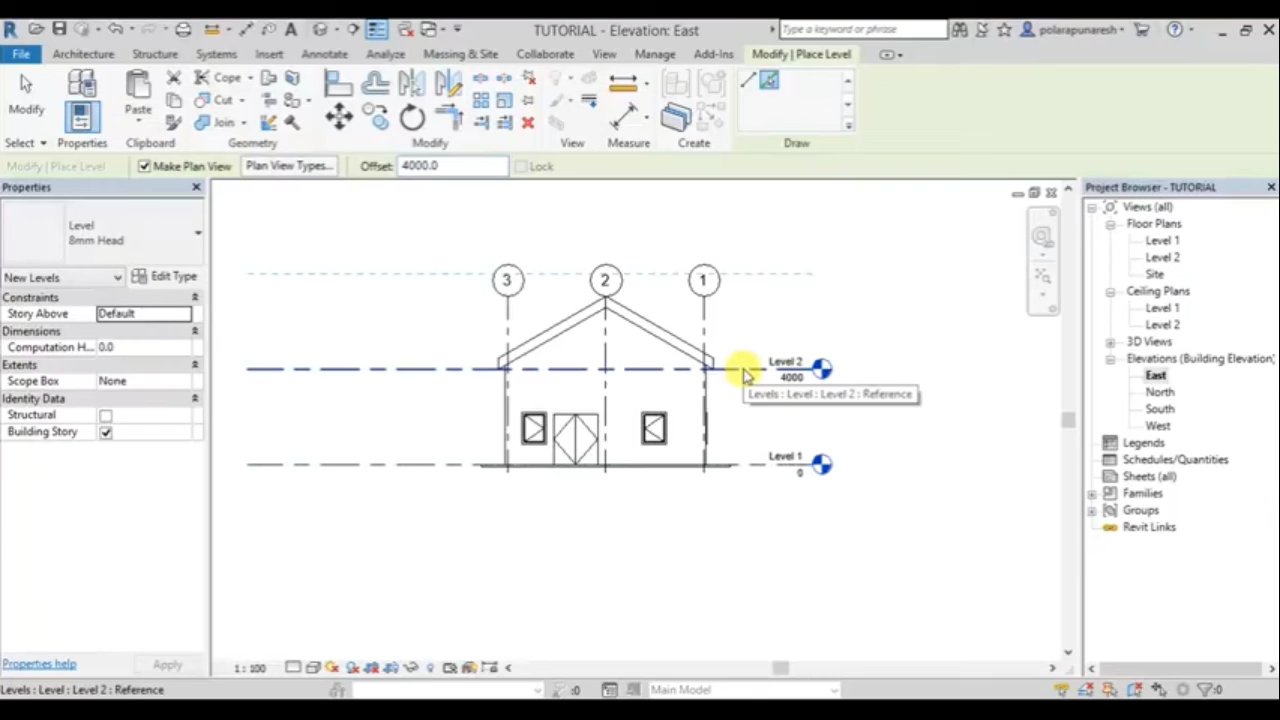 TUTORIAL - Elevation: East
Type a keyword or phrase
polarapunaresh
File Architecture Structure Systems Insert Annotate Analyze Massing & Site Collaborate View Manage Add-Ins Modify | Place Level
Modify
Paste
Cope
Cut
Join
Select Properties Clipboard Geometry Modify View Measure Create Draw
Modify | Place Level
Make Plan View
Plan View Types...
Offset: 4000.0
Lock
Properties
Level
8mm Head
New Levels
Edit Type
Constraints
Story Above Default
Dimensions
Computation H... 0.0
Extents
Scope Box None
Identity Data
Structural
Building Story
Properties help
Apply
3
2
1
Level 2
4000
Levels : Level : Level 2 : Reference
Level 1
0
1 : 100
Project Browser - TUTORIAL
Views (all)
Floor Plans
Level 1
Level 2
Site
Ceiling Plans
Level 1
Level 2
3D Views
Elevations (Building Elevation)
East
North
South
West
Legends
Schedules/Quantities
Sheets (all)
Families
Groups
Revit Links
Levels : Level : Level 2 : Reference
:0
Main Model
:0